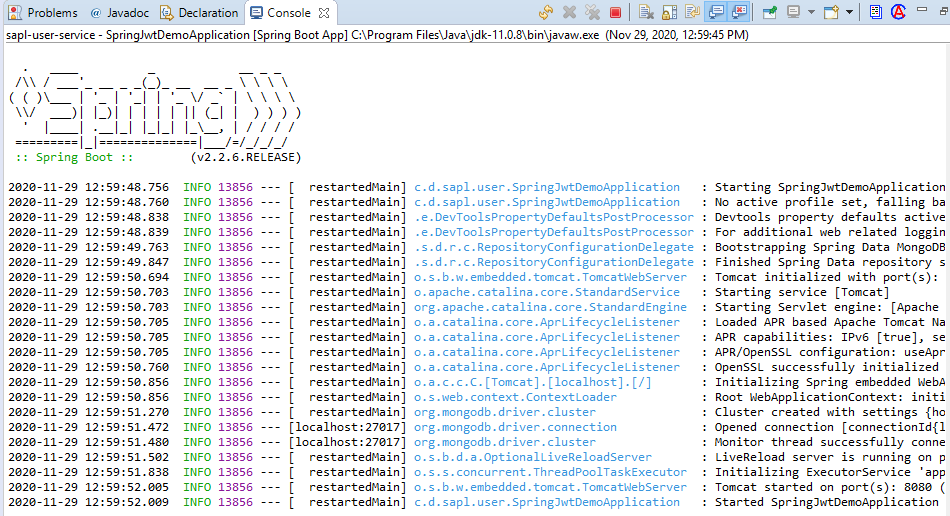 Problems @ Javadoc Declaration Console
sapl-user-service - SpringJwtDemoApplication [Spring Boot App] C:\Program Files\Java\jdk-11.0.8\bin\javaw.exe (Nov 29, 2020, 12:59:45 PM)
  .   ____          _            __ _ _
 /\\ / ___'_ __ _ _(_)_ __  __ _ \ \ \ \
( ( )\___ | '_ | '_| | '_ \/ _` | \ \ \ \
 \\/  ___)| |_)| | | | | || (_| |  ) ) ) )
  '  |____| .__|_| |_|_| |_\__, | / / / /
 =========|_|==============|___/=/_/_/_/
 :: Spring Boot ::        (v2.2.6.RELEASE)
2020-11-29 12:59:48.756  INFO 13856 --- [  restartedMain] c.d.sapl.user.SpringJwtDemoApplication   : Starting SpringJwtDemoApplication
2020-11-29 12:59:48.760  INFO 13856 --- [  restartedMain] c.d.sapl.user.SpringJwtDemoApplication   : No active profile set, falling ba
2020-11-29 12:59:48.838  INFO 13856 --- [  restartedMain] .e.DevToolsPropertyDefaultsPostProcessor : Devtools property defaults active
2020-11-29 12:59:48.839  INFO 13856 --- [  restartedMain] .e.DevToolsPropertyDefaultsPostProcessor : For additional web related loggin
2020-11-29 12:59:49.763  INFO 13856 --- [  restartedMain] .s.d.r.c.RepositoryConfigurationDelegate : Bootstrapping Spring Data MongoDB
2020-11-29 12:59:49.847  INFO 13856 --- [  restartedMain] .s.d.r.c.RepositoryConfigurationDelegate : Finished Spring Data repository s
2020-11-29 12:59:50.694  INFO 13856 --- [  restartedMain] o.s.b.w.embedded.tomcat.TomcatWebServer  : Tomcat initialized with port(s):
2020-11-29 12:59:50.703  INFO 13856 --- [  restartedMain] o.apache.catalina.core.StandardService   : Starting service [Tomcat]
2020-11-29 12:59:50.703  INFO 13856 --- [  restartedMain] org.apache.catalina.core.StandardEngine  : Starting Servlet engine: [Apache
2020-11-29 12:59:50.705  INFO 13856 --- [  restartedMain] o.a.catalina.core.AprLifecycleListener   : Loaded APR based Apache Tomcat Na
2020-11-29 12:59:50.705  INFO 13856 --- [  restartedMain] o.a.catalina.core.AprLifecycleListener   : APR capabilities: IPv6 [true], se
2020-11-29 12:59:50.705  INFO 13856 --- [  restartedMain] o.a.catalina.core.AprLifecycleListener   : APR/OpenSSL configuration: useApr
2020-11-29 12:59:50.760  INFO 13856 --- [  restartedMain] o.a.catalina.core.AprLifecycleListener   : OpenSSL successfully initialized
2020-11-29 12:59:50.856  INFO 13856 --- [  restartedMain] o.a.c.c.C.[Tomcat].[localhost].[/]       : Initializing Spring embedded WebA
2020-11-29 12:59:50.856  INFO 13856 --- [  restartedMain] o.s.web.context.ContextLoader            : Root WebApplicationContext: initi
2020-11-29 12:59:51.270  INFO 13856 --- [  restartedMain] org.mongodb.driver.cluster               : Cluster created with settings {ho
2020-11-29 12:59:51.472  INFO 13856 --- [localhost:27017] org.mongodb.driver.connection            : Opened connection [connectionId{l
2020-11-29 12:59:51.480  INFO 13856 --- [localhost:27017] org.mongodb.driver.cluster               : Monitor thread successfully conne
2020-11-29 12:59:51.502  INFO 13856 --- [  restartedMain] o.s.b.d.a.OptionalLiveReloadServer       : LiveReload server is running on p
2020-11-29 12:59:51.838  INFO 13856 --- [  restartedMain] o.s.s.concurrent.ThreadPoolTaskExecutor  : Initializing ExecutorService 'app
2020-11-29 12:59:52.005  INFO 13856 --- [  restartedMain] o.s.b.w.embedded.tomcat.TomcatWebServer  : Tomcat started on port(s): 8080 (
2020-11-29 12:59:52.009  INFO 13856 --- [  restartedMain] c.d.sapl.user.SpringJwtDemoApplication   : Started SpringJwtDemoApplication